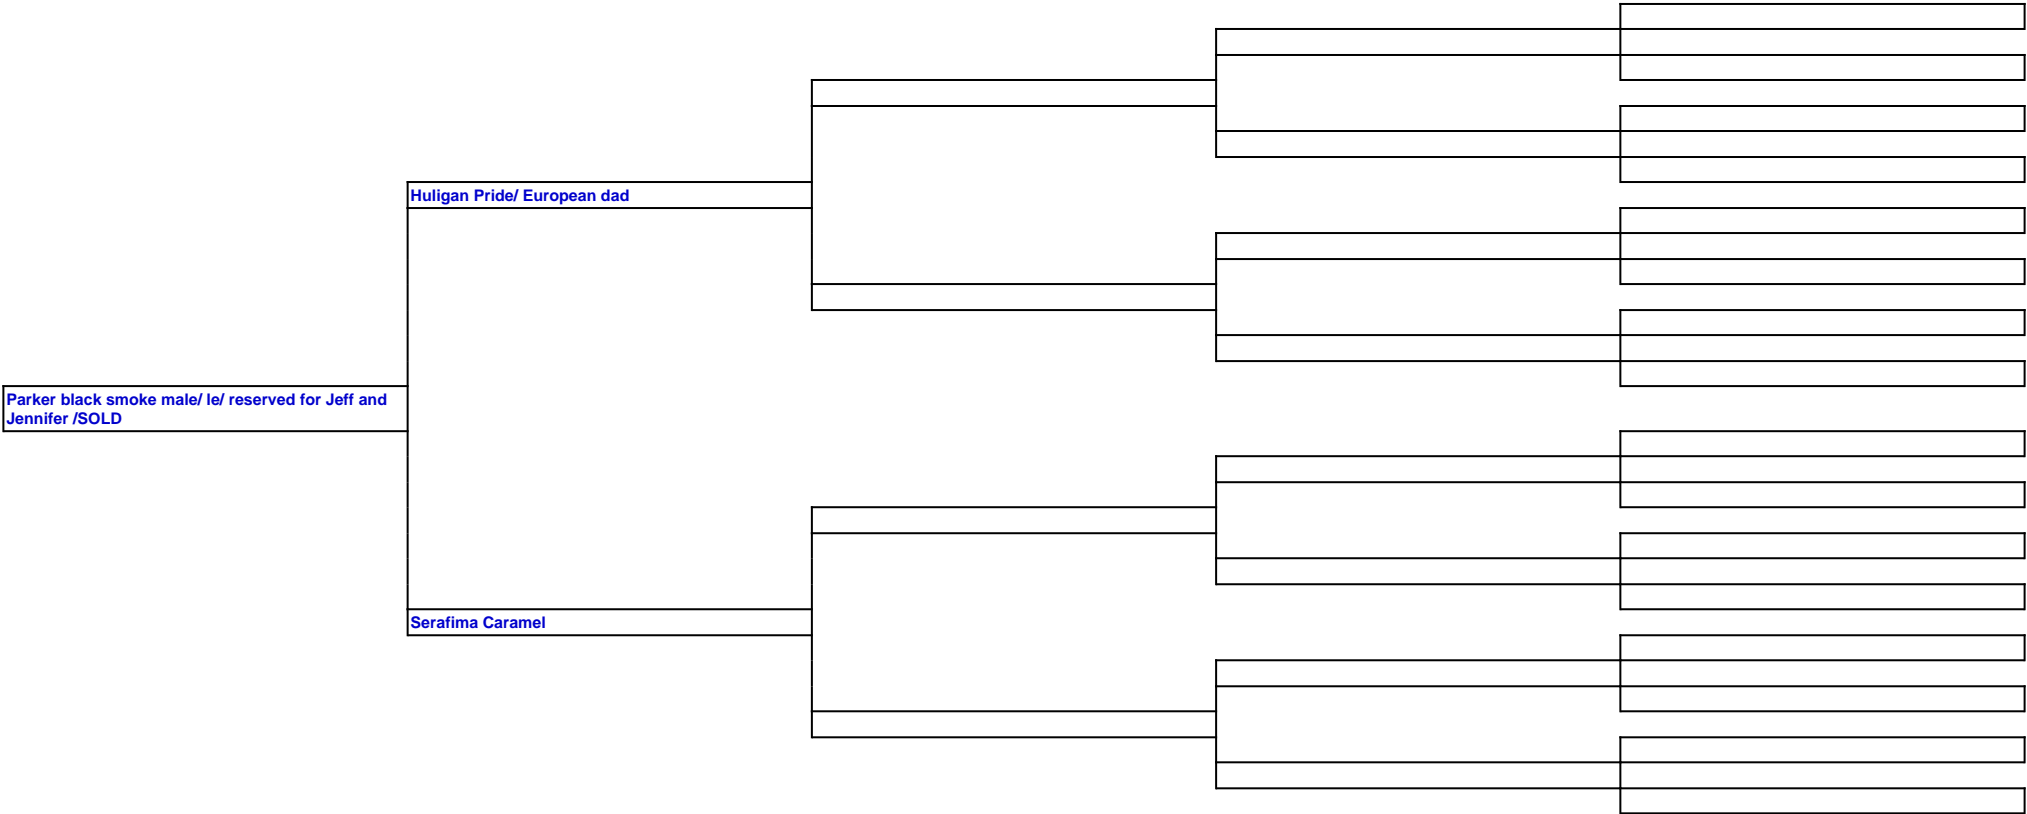 Huligan Pride/ European dad
Parker black smoke male/ le/ reserved for Jeff and
Jennifer /SOLD
Serafima Caramel